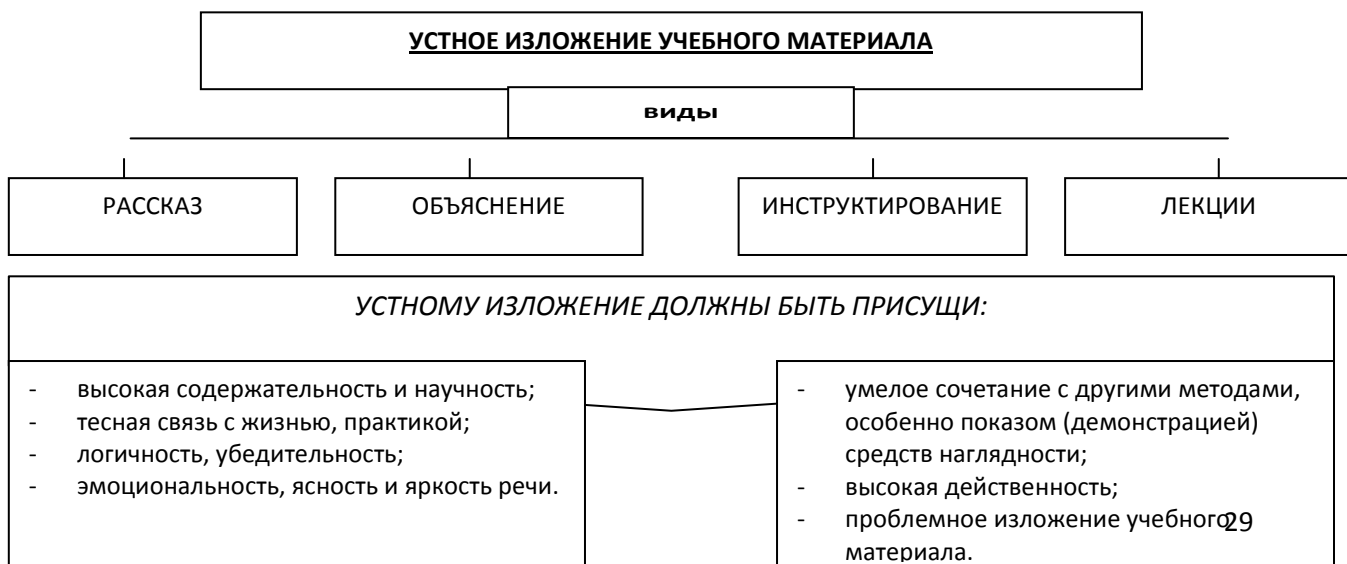 УСТНОЕ ИЗЛОЖЕНИЕ УЧЕБНОГО МАТЕРИАЛА
виды
РАССКАЗ
ОБЪЯСНЕНИЕ
ИНСТРУКТИРОВАНИЕ
ЛЕКЦИИ
УСТНОМУ ИЗЛОЖЕНИЕ ДОЛЖНЫ БЫТЬ ПРИСУЩИ:
- высокая содержательность и научность;
- тесная связь с жизнью, практикой;
- логичность, убедительность;
- эмоциональность, ясность и яркость речи.
- умелое сочетание с другими методами,
особенно показом (демонстрацией)
средств наглядности;
- высокая действенность;
- проблемное изложение учебного
материала.
29